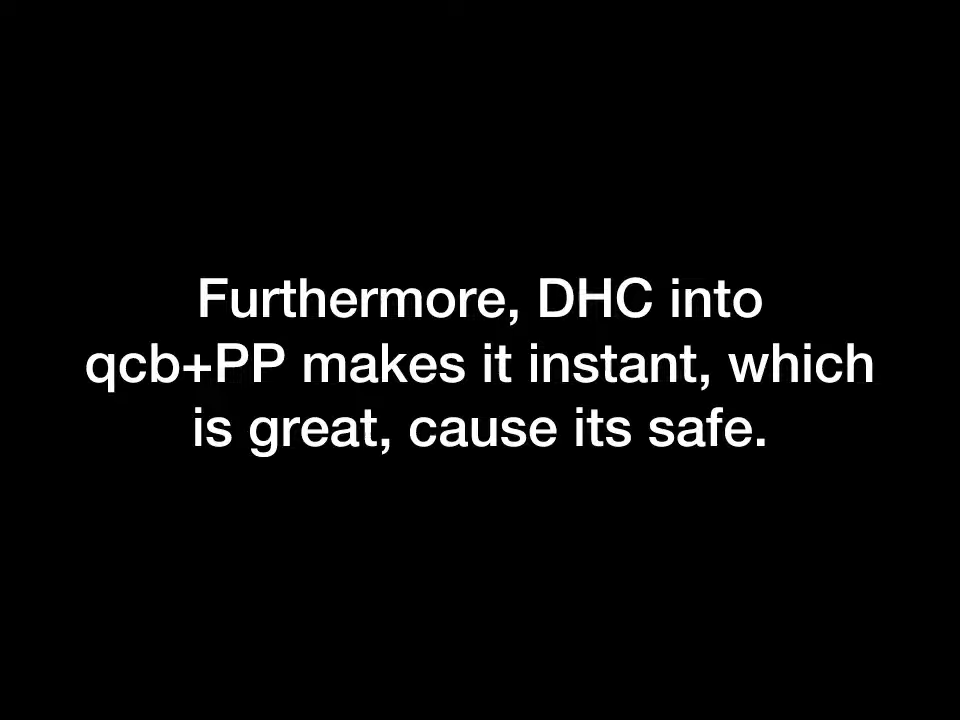 Furthermore, DHC into
qcb+PP makes it instant, which
is great, cause its safe.